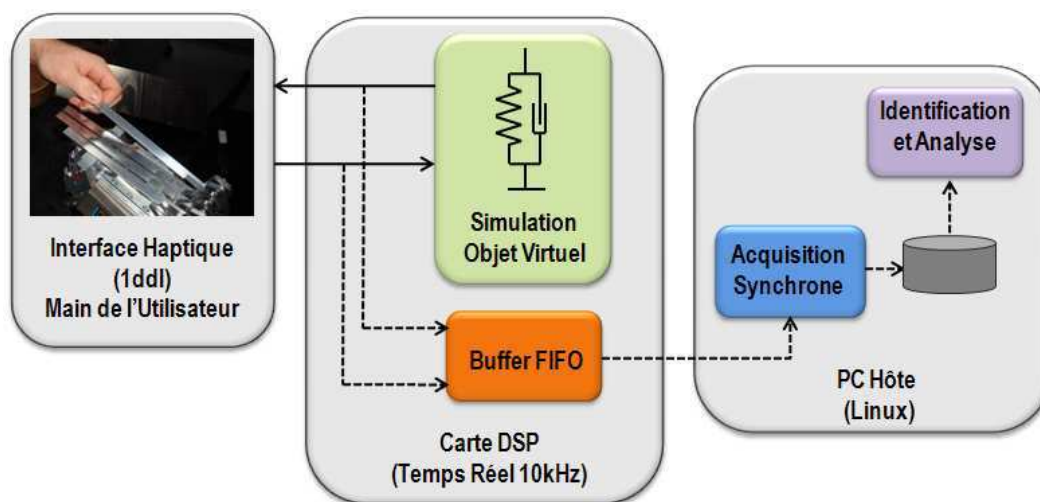 Interface Haptique
(1ddl)
Main de l'Utilisateur
Simulation
Objet Virtuel
Buffer FIFO
Carte DSP
(Temps Réel 10kHz)
Identification
et Analyse
Acquisition
Synchrone
PC Hôte
(Linux)